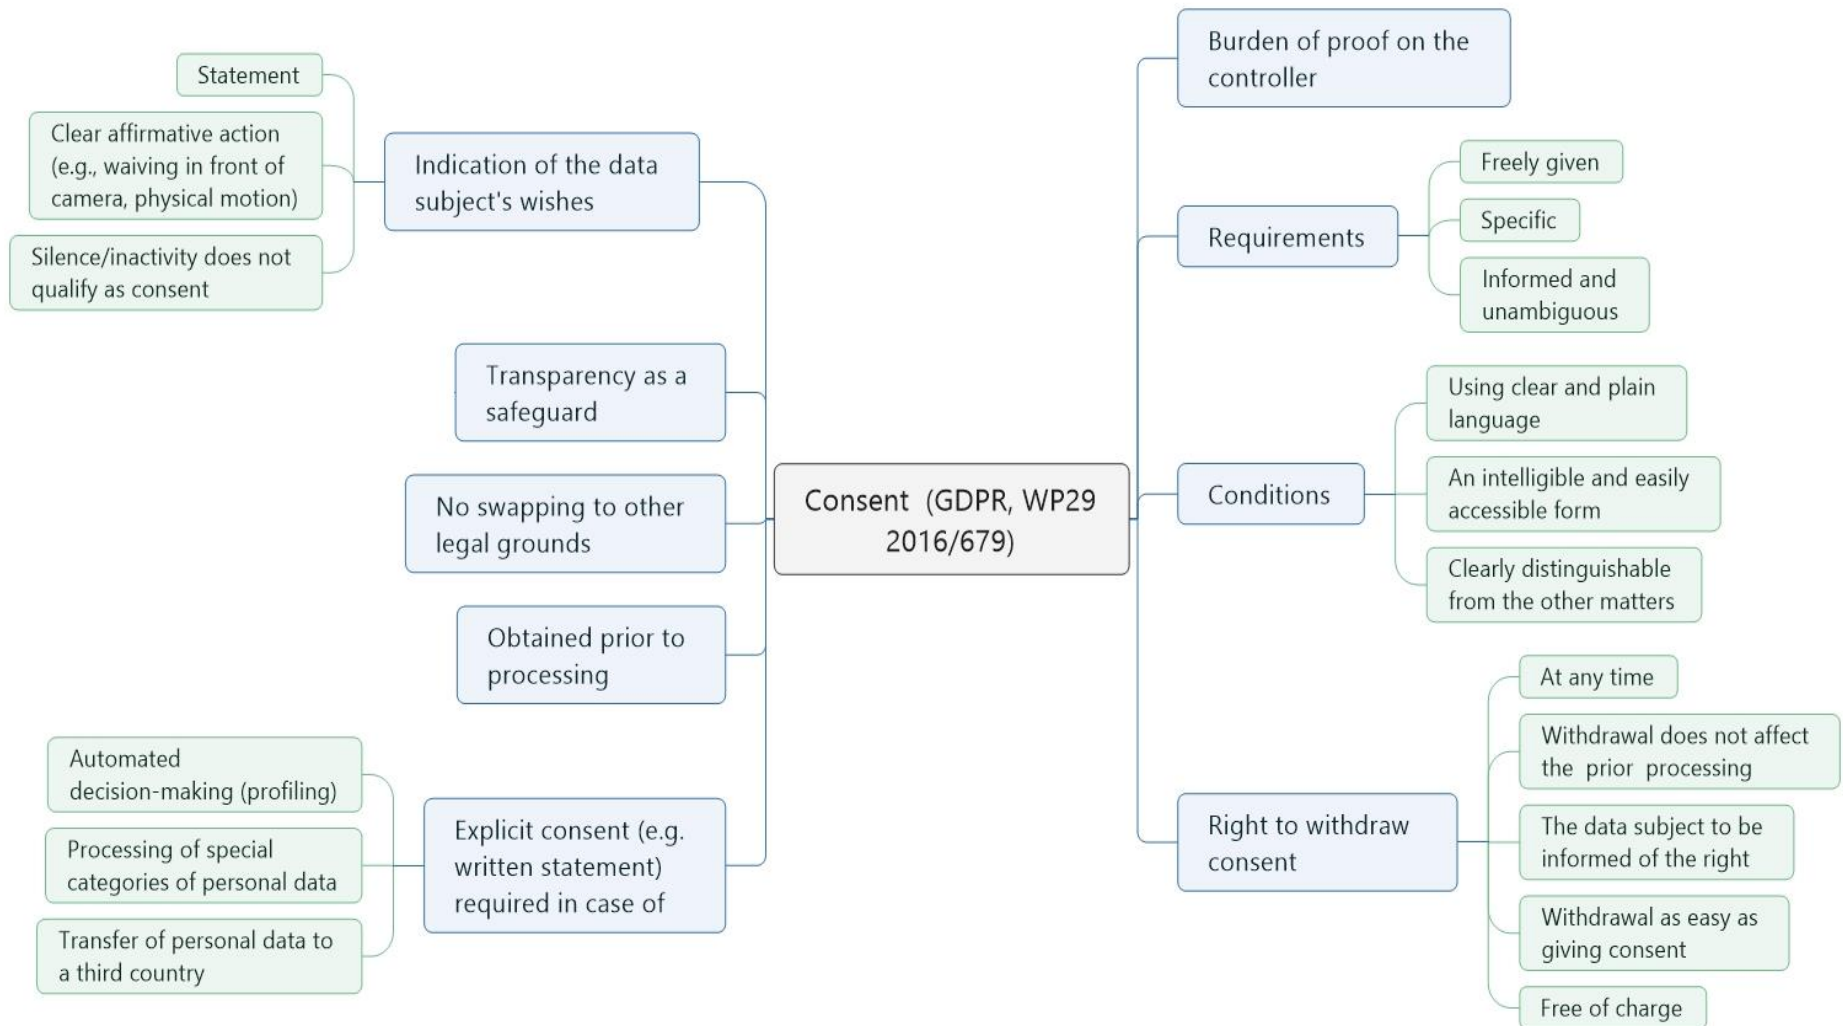 Consent (GDPR, WP29
2016/679)
Burden of proof on the
controller
Requirements
Freely given
Specific
Informed and
unambiguous
Conditions
Using clear and plain
language
An intelligible and easily
accessible form
Clearly distinguishable
from the other matters
Right to withdraw
consent
At any time
Withdrawal does not affect
the prior processing
The data subject to be
informed of the right
Withdrawal as easy as
giving consent
Free of charge
Indication of the data
subject's wishes
Statement
Clear affirmative action
(e.g., waiving in front of
camera, physical motion)
Silence/inactivity does not
qualify as consent
Transparency as a
safeguard
No swapping to other
legal grounds
Obtained prior to
processing
Explicit consent (e.g.
written statement)
required in case of
Automated
decision-making (profiling)
Processing of special
categories of personal data
Transfer of personal data to
a third country